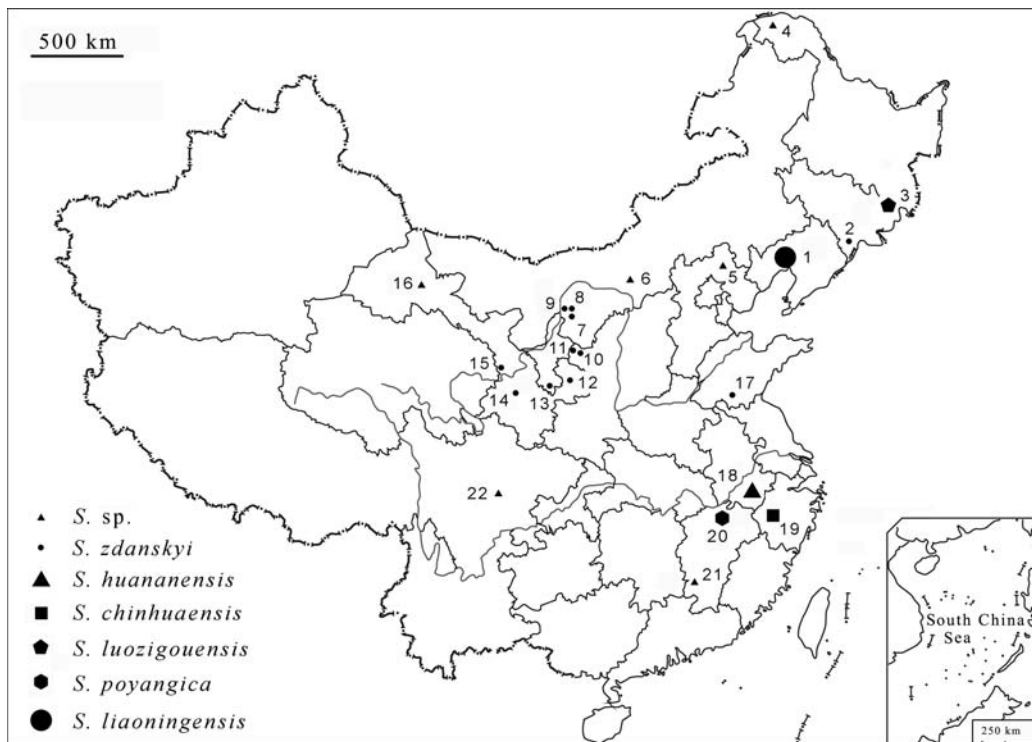 500 km
4
3
2
1
5
6
16
9 8
7
11 10
15
12
14 13
17
18
22
19
20
21
S. sp.
S. zdanskyi
S. huananensis
S. chinhuaensis
S. luozigouensis
S. poyangica
S. liaoningensis
South China
Sea
250 km